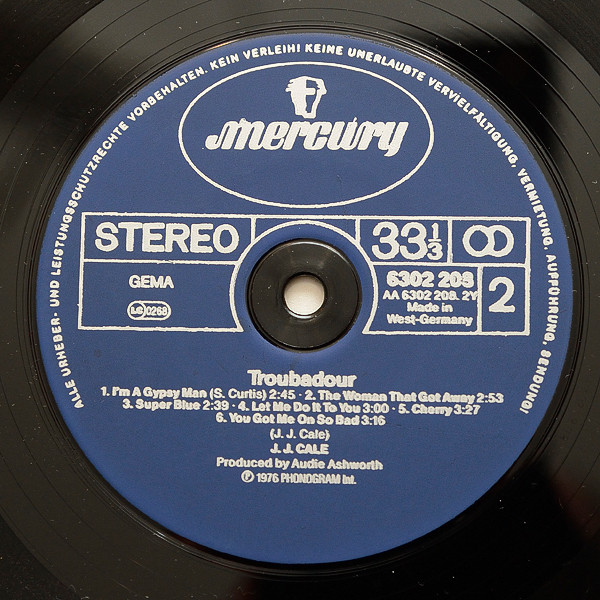 ALLE URHEBER- UND LEISTUNGSSCHUTZRECHTE VORBEHALTEN. KEIN VERLEIH! KEINE UNERLAUBTE VERVIELFÄLTIGUNG, VERMIETUNG, AUFFÜHRUNG, SENDUNG!
mercury
STEREO
33 1/3
GEMA
LC 0268
6302 208
AA 6302 208. 2Y
Made in
West-Germany
2
Troubadour
1. I'm A Gypsy Man (S. Curtis) 2:45 · 2. The Woman That Got Away 2:53
3. Super Blue 2:39 · 4. Let Me Do It To You 3:00 · 5. Cherry 3:27
6. You Got Me On So Bad 3:16
(J. J. Cale)
J. J. CALE
Produced by Audie Ashworth
℗ 1976 PHONOGRAM Int.